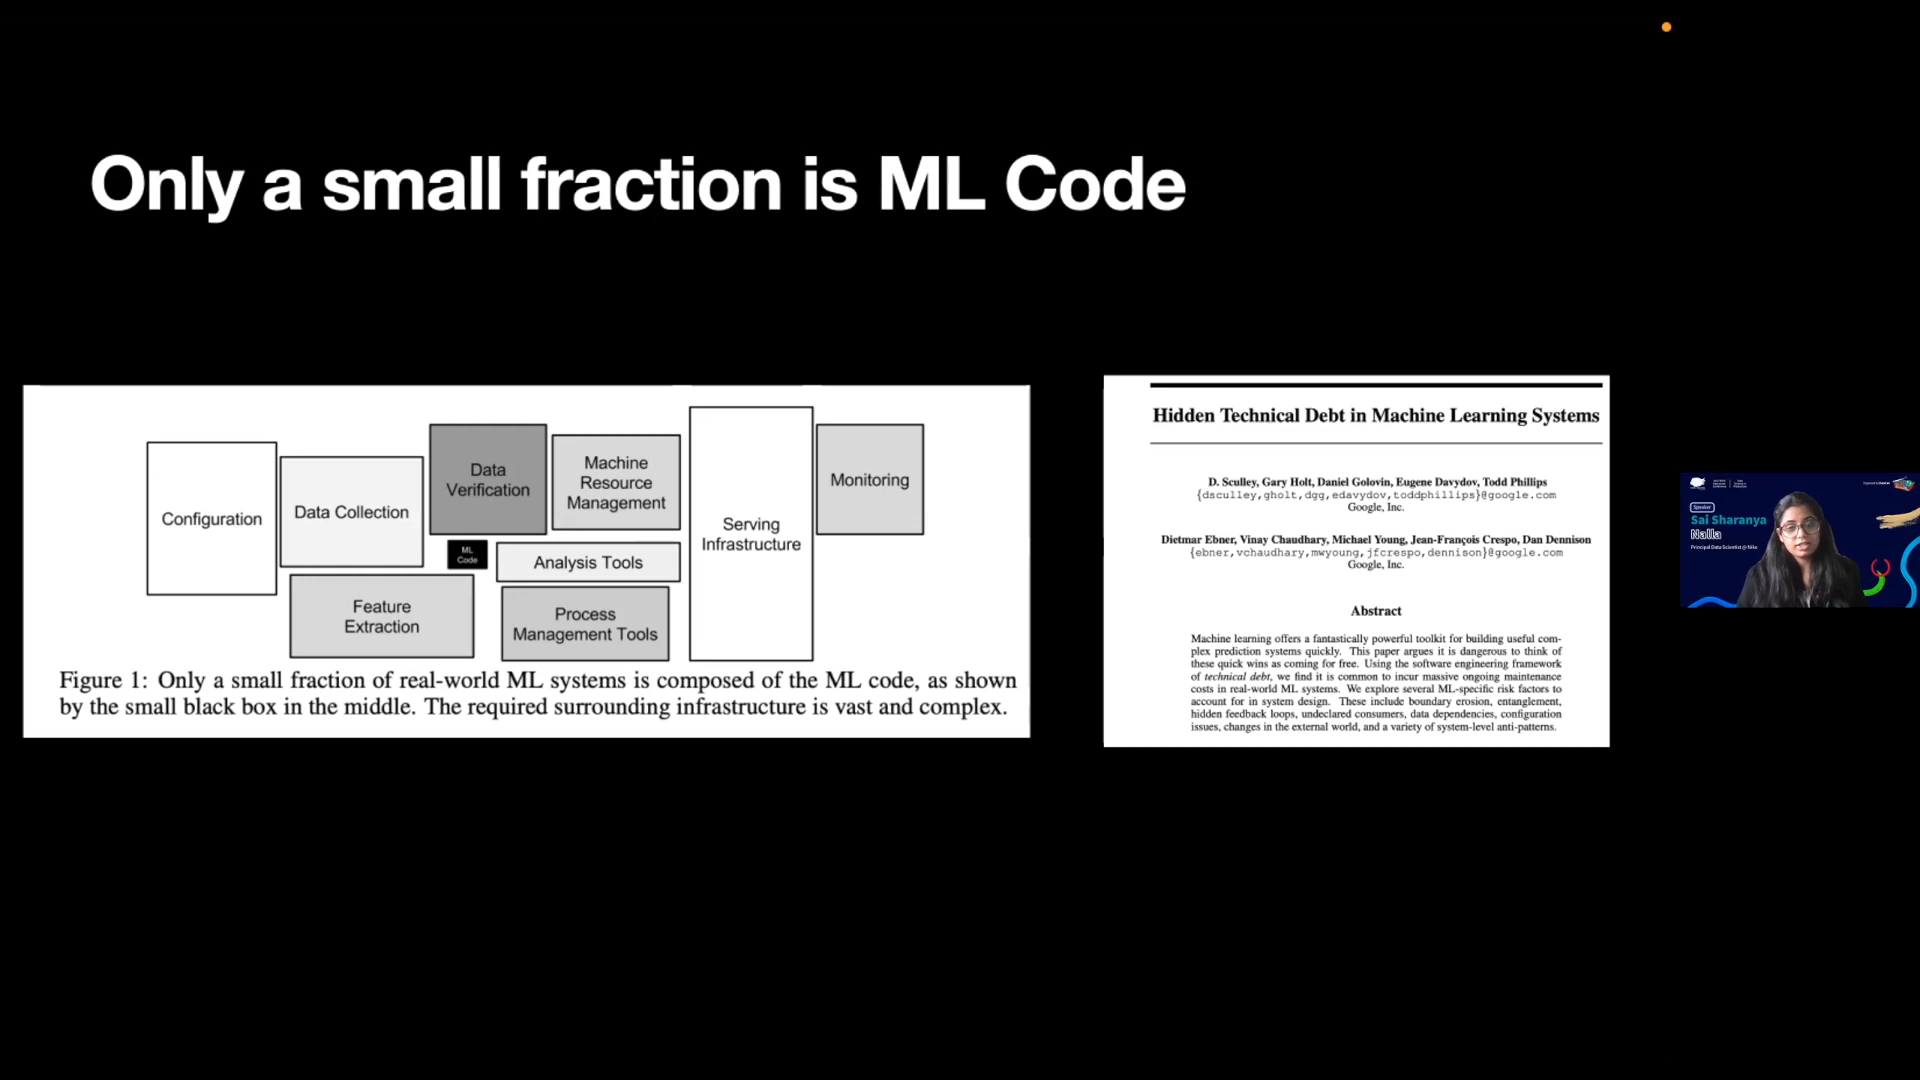 Only a small fraction is ML Code
Configuration
Data Collection
Data
Verification
Machine
Resource
Management
Serving
Infrastructure
Monitoring
ML
Code
Analysis Tools
Feature
Extraction
Process
Management Tools
Figure 1: Only a small fraction of real-world ML systems is composed of the ML code, as shown
by the small black box in the middle. The required surrounding infrastructure is vast and complex.
Hidden Technical Debt in Machine Learning Systems
D. Sculley, Gary Holt, Daniel Golovin, Eugene Davydov, Todd Phillips
{dsculley,gholt,dgg,edavydov,toddphillips}@google.com
Google, Inc.
Dietmar Ebner, Vinay Chaudhary, Michael Young, Jean-François Crespo, Dan Dennison
{ebner,vchaudhary,mwyoung,jfcrespo,dennison}@google.com
Google, Inc.
Abstract
Machine learning offers a fantastically powerful toolkit for building useful com-
plex prediction systems quickly. This paper argues it is dangerous to think of
these quick wins as coming for free. Using the software engineering framework
of technical debt, we find it is common to incur massive ongoing maintenance
costs in real-world ML systems. We explore several ML-specific risk factors to
account for in system design. These include boundary erosion, entanglement,
hidden feedback loops, undeclared consumers, data dependencies, configuration
issues, changes in the external world, and a variety of system-level anti-patterns.
Speaker
Sai Sharanya
Nalla
Principal Data Scientist @ Nike